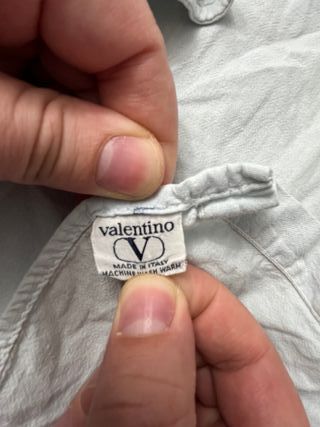 valentino
V
MADE IN ITALY
MACHINE WASH WARM